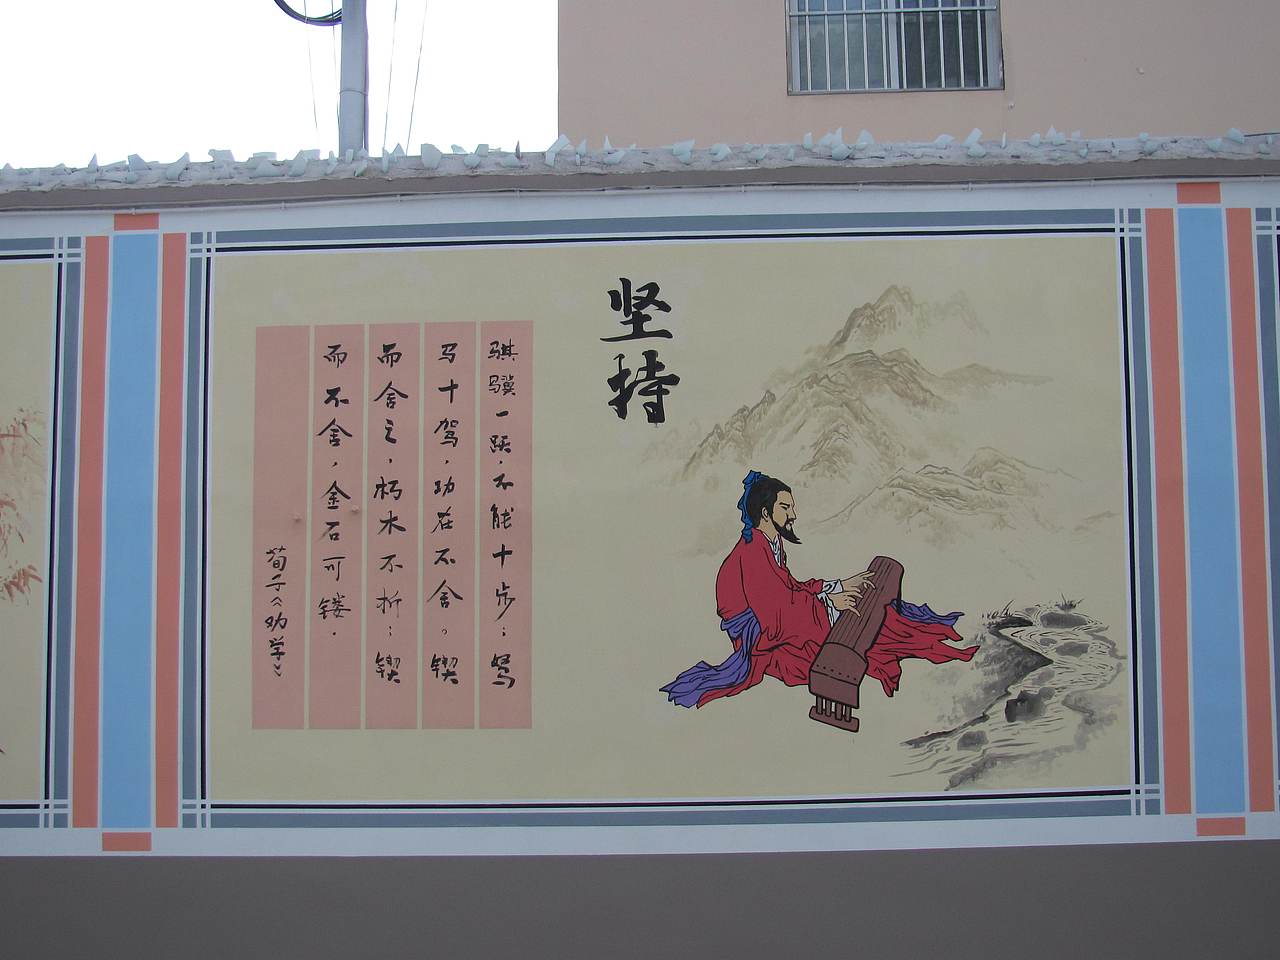 坚持
骐骥一跃，不能十步；驽
马十驾，功在不舍。锲
而舍之，朽木不折；锲
而不舍，金石可镂．
荀子《劝学》